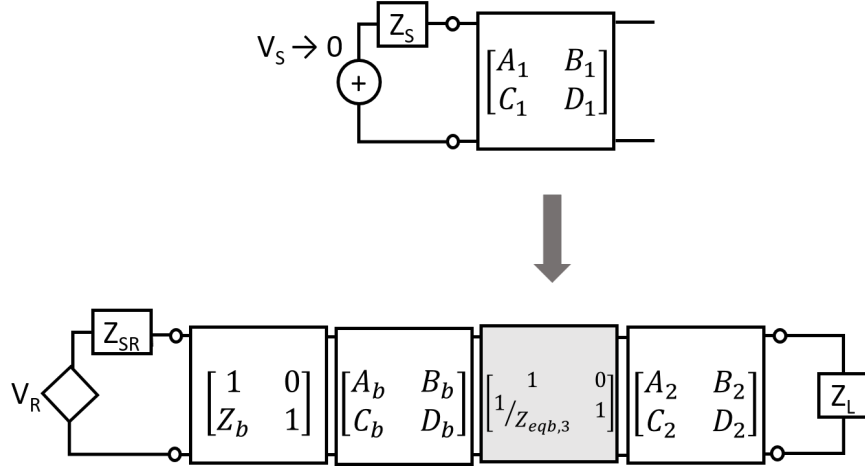 V_S → 0
Z_S
+
[A_1 B_1]
[C_1 D_1]
V_R
Z_SR
[1 0]
[Z_b 1]
[A_b B_b]
[C_b D_b]
[1 0]
[1/Z_eqb,3 1]
[A_2 B_2]
[C_2 D_2]
Z_L